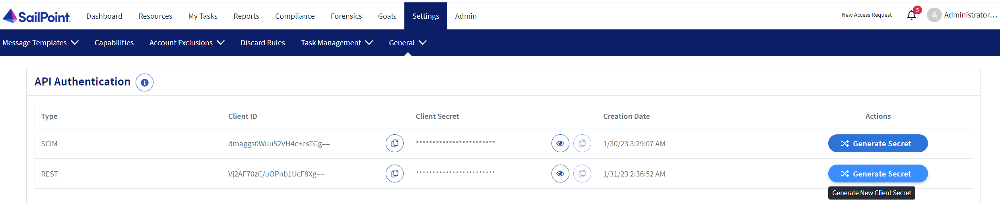 SailPoint.
Dashboard Resources My Tasks Reports Compliance Forensics Goals Settings Admin New Access Request 5 Administrator...
Message Templates Capabilities Account Exclusions Discard Rules Task Management General
API Authentication
Type Client ID Client Secret Creation Date Actions
SCIM dmaggs0Wuu52VH4c+csTGg== ************************ 1/30/23 3:29:07 AM Generate Secret
REST Vj2AF70zC/uOPnb1UcF8Xg== ************************ 1/31/23 2:36:52 AM Generate Secret
Generate New Client Secret